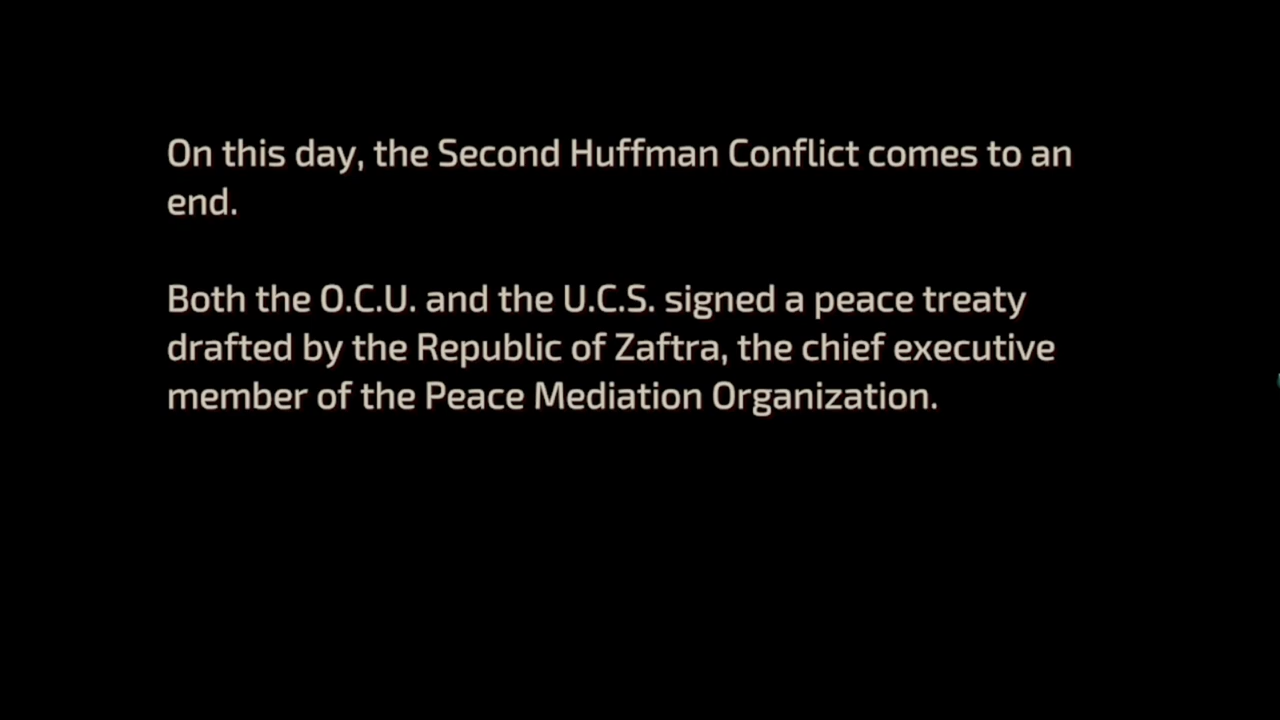 On this day, the Second Huffman Conflict comes to an
end.
Both the O.C.U. and the U.C.S. signed a peace treaty
drafted by the Republic of Zaftra, the chief executive
member of the Peace Mediation Organization.